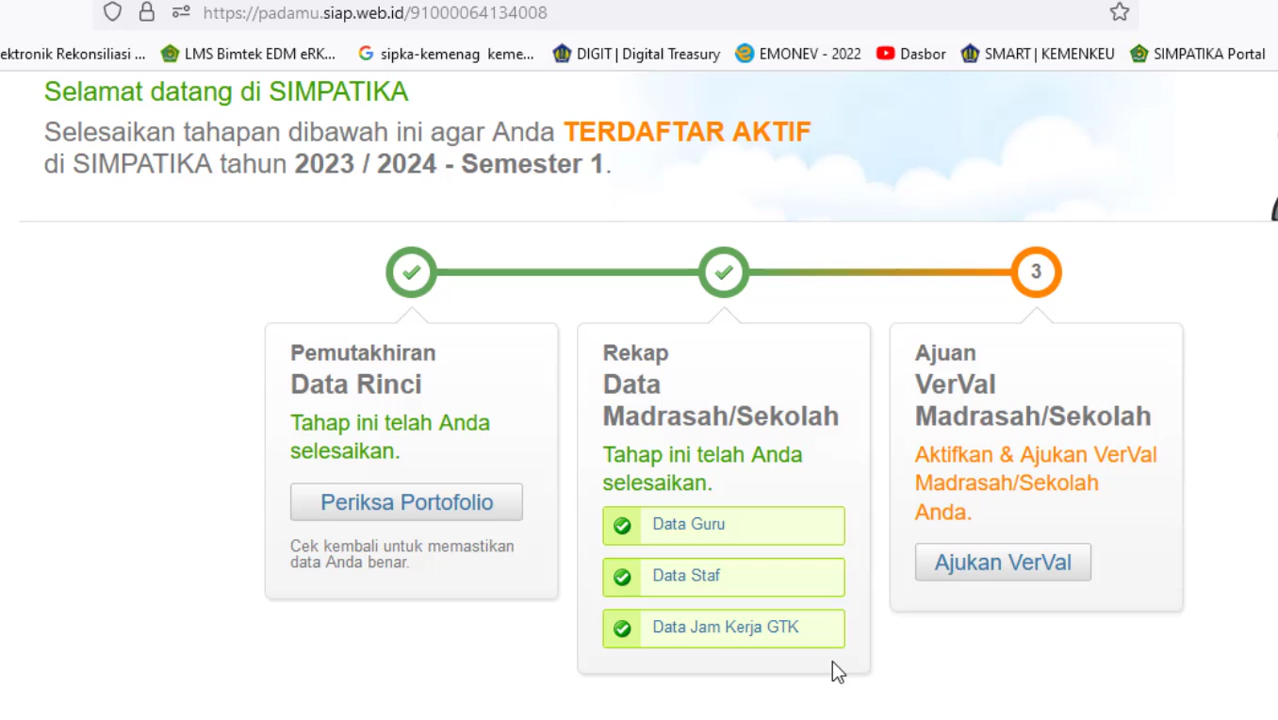 https://padamu.siap.web.id/91000064134008
ektronik Rekonsiliasi ... LMS Bimtek EDM eRK... sipka-kemenag keme... DIGIT | Digital Treasury EMONEV - 2022 Dasbor SMART | KEMENKEU SIMPATIKA Portal
Selamat datang di SIMPATIKA
Selesaikan tahapan dibawah ini agar Anda TERDAFTAR AKTIF
di SIMPATIKA tahun 2023 / 2024 - Semester 1.
3
Pemutakhiran
Data Rinci
Tahap ini telah Anda
selesaikan.
Periksa Portofolio
Cek kembali untuk memastikan
data Anda benar.
Rekap
Data
Madrasah/Sekolah
Tahap ini telah Anda
selesaikan.
Data Guru
Data Staf
Data Jam Kerja GTK
Ajuan
VerVal
Madrasah/Sekolah
Aktifkan & Ajukan VerVal
Madrasah/Sekolah
Anda.
Ajukan VerVal